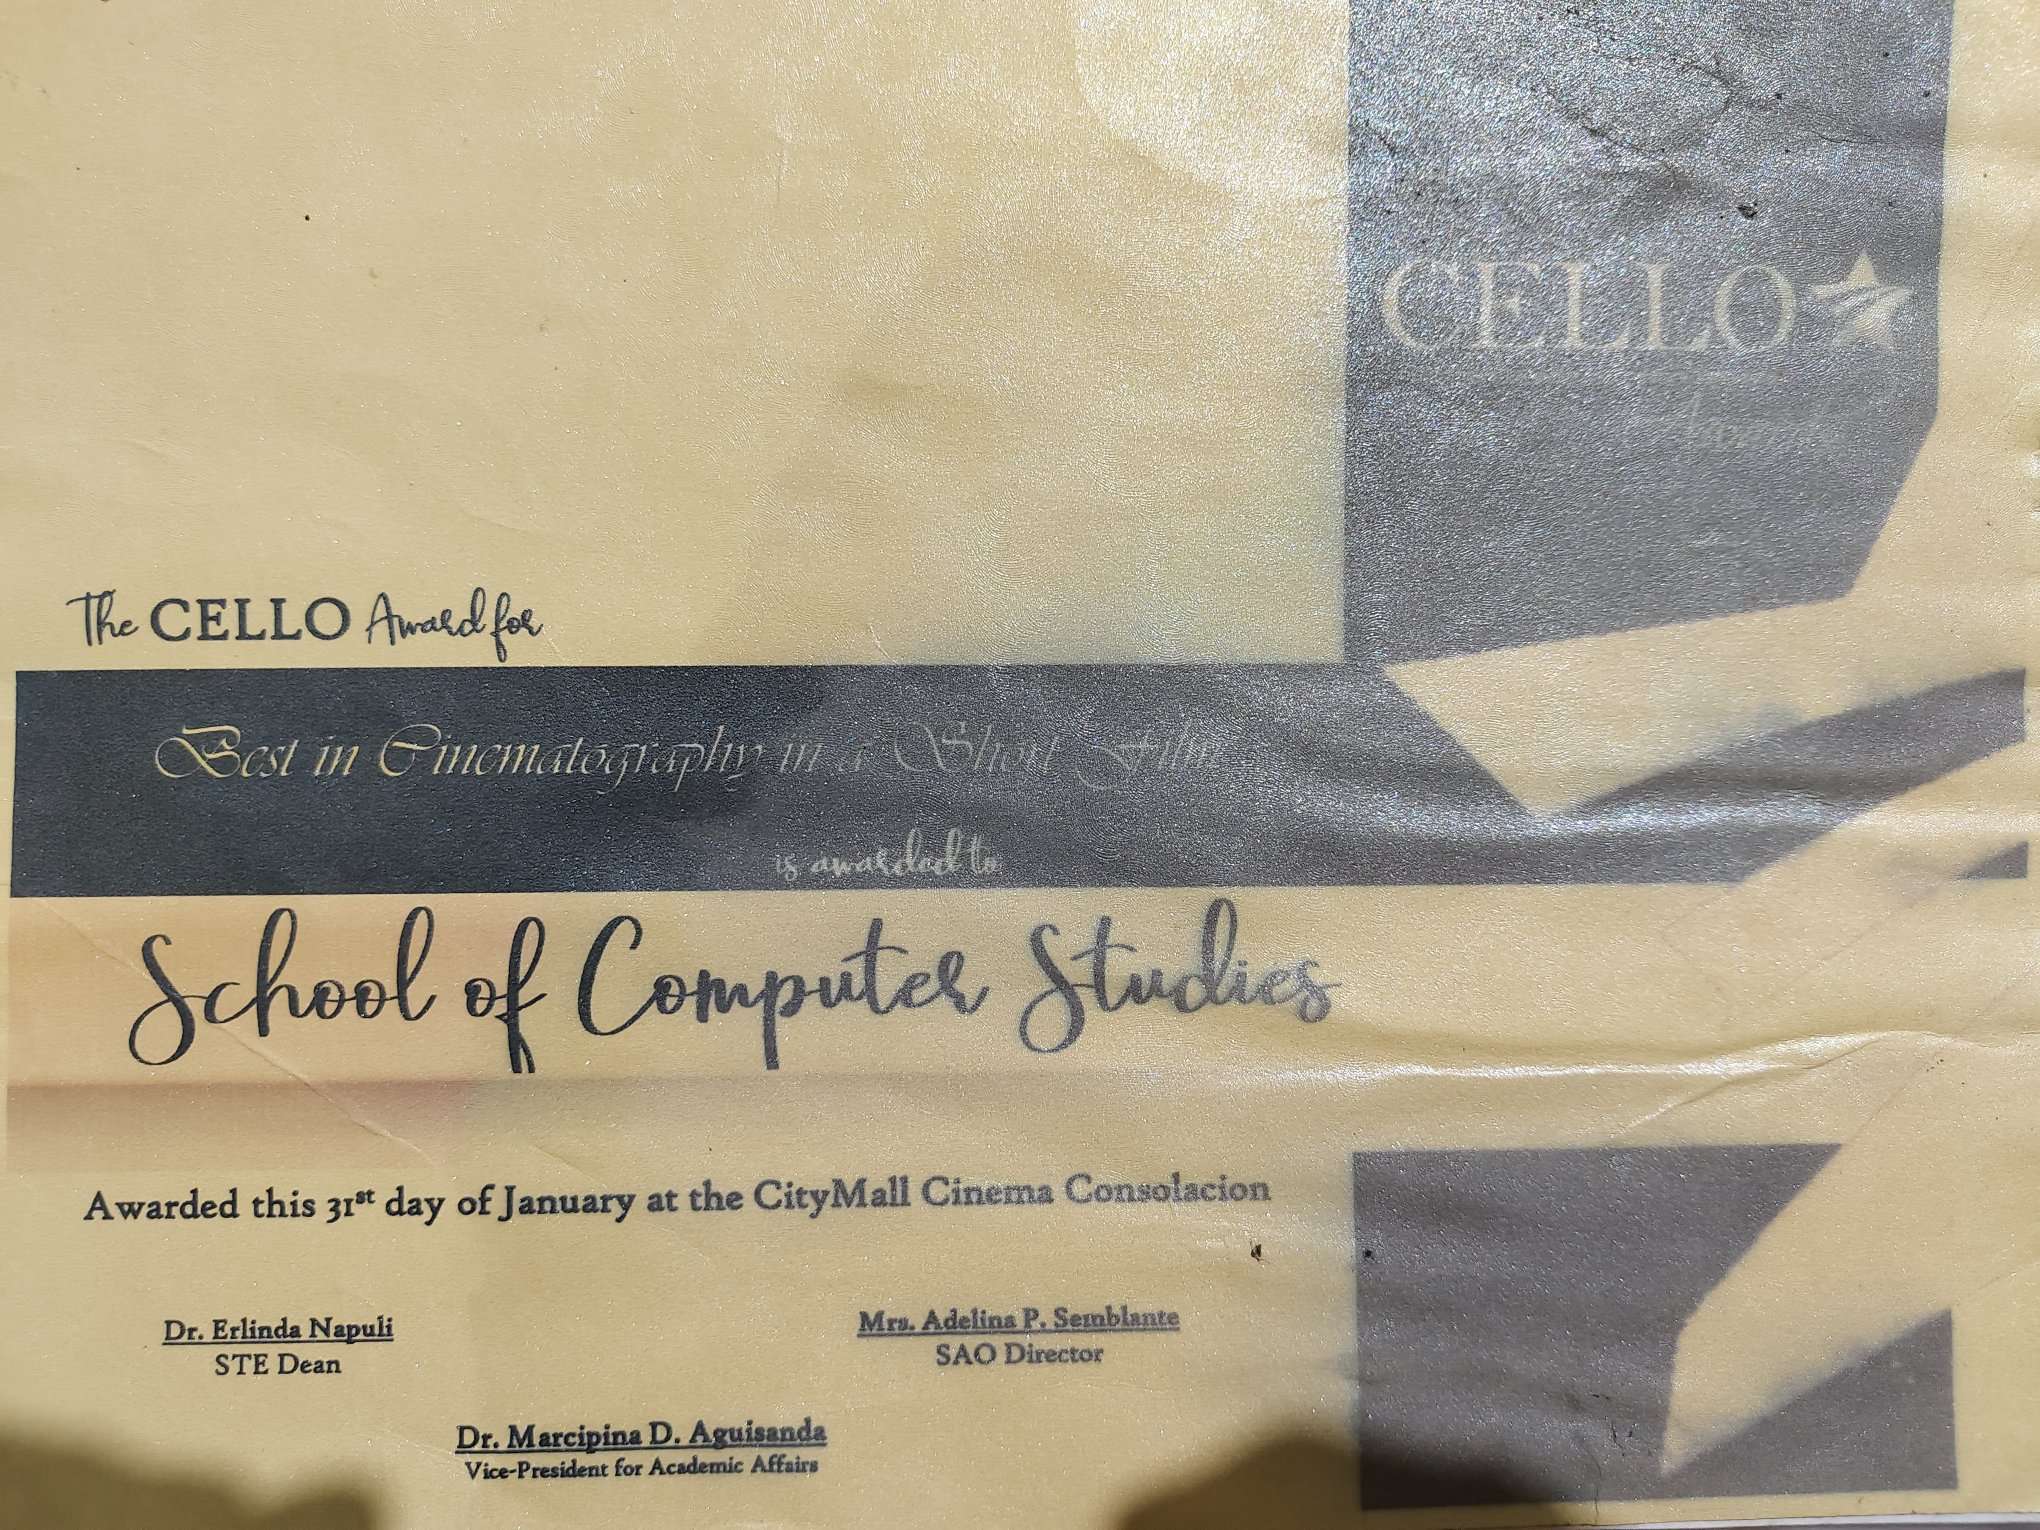 CELLO
Awards
The CELLO Award for
Best in Cinematography in a Short Film
is awarded to
School of Computer Studies
Awarded this 31st day of January at the CityMall Cinema Consolacion
Dr. Erlinda Napuli
STE Dean
Mrs. Adelina P. Semblante
SAO Director
Dr. Marcipina D. Aguisanda
Vice-President for Academic Affairs